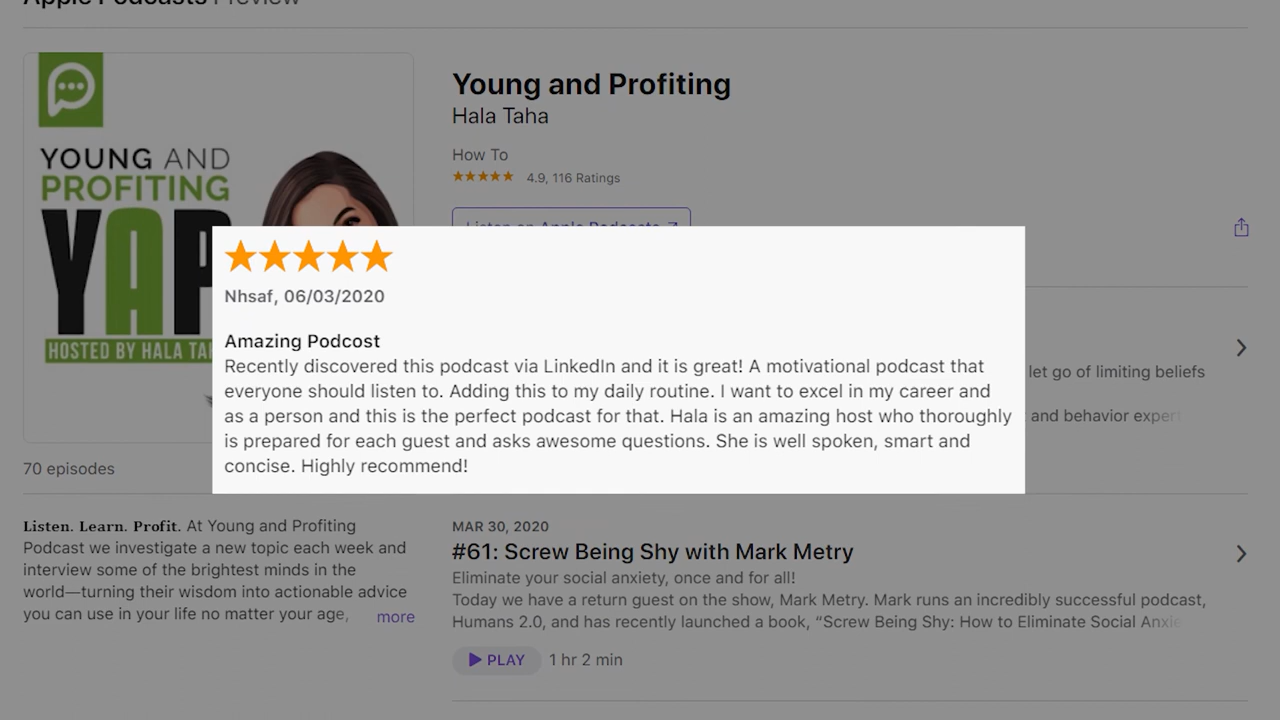 Apple Podcasts Preview
YOUNG AND
PROFITING
YAP
HOSTED BY HALA
Young and Profiting
Hala Taha
How To
4.9, 116 Ratings
Listen on Apple Podcasts ↗
Nhsaf, 06/03/2020
Amazing Podcost
Recently discovered this podcast via LinkedIn and it is great! A motivational podcast that
everyone should listen to. Adding this to my daily routine. I want to excel in my career and
as a person and this is the perfect podcast for that. Hala is an amazing host who thoroughly
is prepared for each guest and asks awesome questions. She is well spoken, smart and
concise. Highly recommend!
let go of limiting beliefs
and behavior expert
70 episodes
Listen. Learn. Profit. At Young and Profiting
Podcast we investigate a new topic each week and
interview some of the brightest minds in the
world—turning their wisdom into actionable advice
you can use in your life no matter your age,
more
MAR 30, 2020
#61: Screw Being Shy with Mark Metry
Eliminate your social anxiety, once and for all!
Today we have a return guest on the show, Mark Metry. Mark runs an incredibly successful podcast,
Humans 2.0, and has recently launched a book, “Screw Being Shy: How to Eliminate Social
PLAY 1 hr 2 min